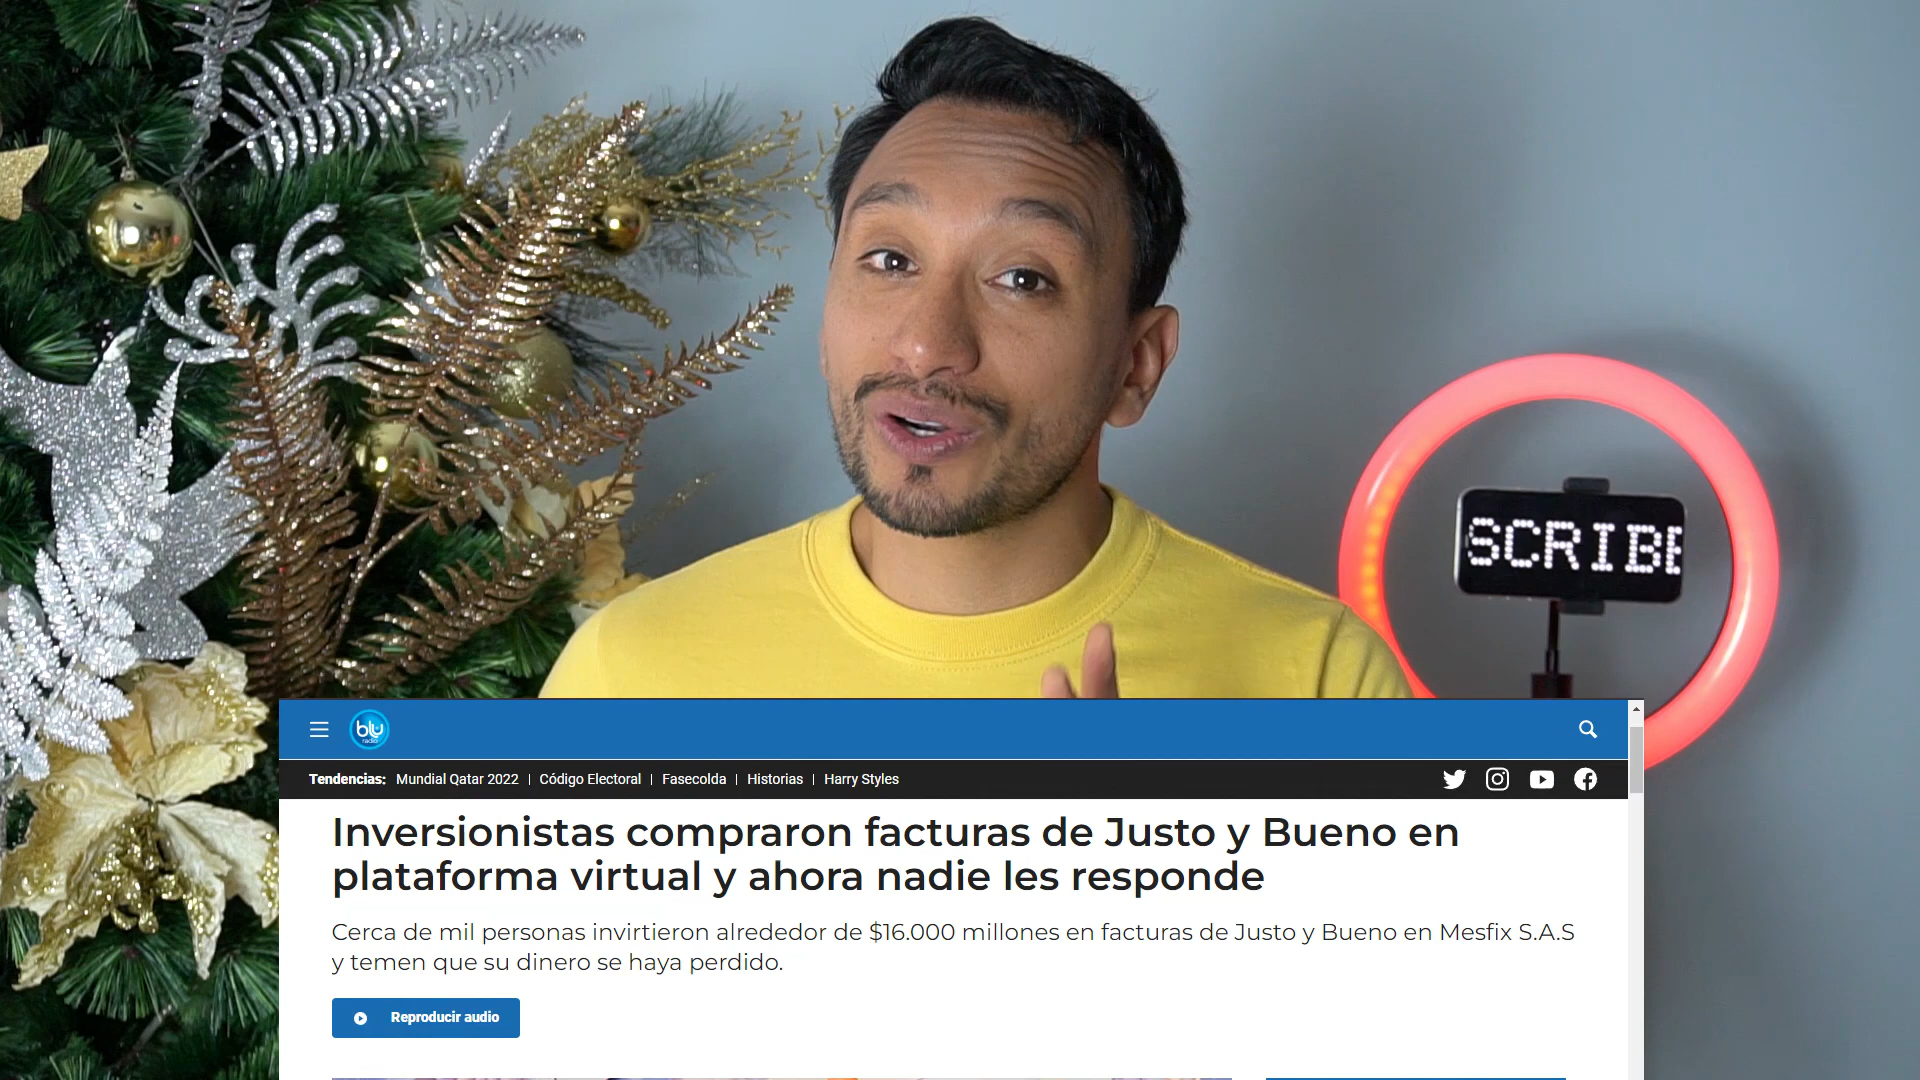 SCRIBE
blu
radio
Tendencias: Mundial Qatar 2022 | Código Electoral | Fasecolda | Historias | Harry Styles
Inversionistas compraron facturas de Justo y Bueno en
plataforma virtual y ahora nadie les responde
Cerca de mil personas invirtieron alrededor de $16.000 millones en facturas de Justo y Bueno en Mesfix S.A.S
y temen que su dinero se haya perdido.
Reproducir audio